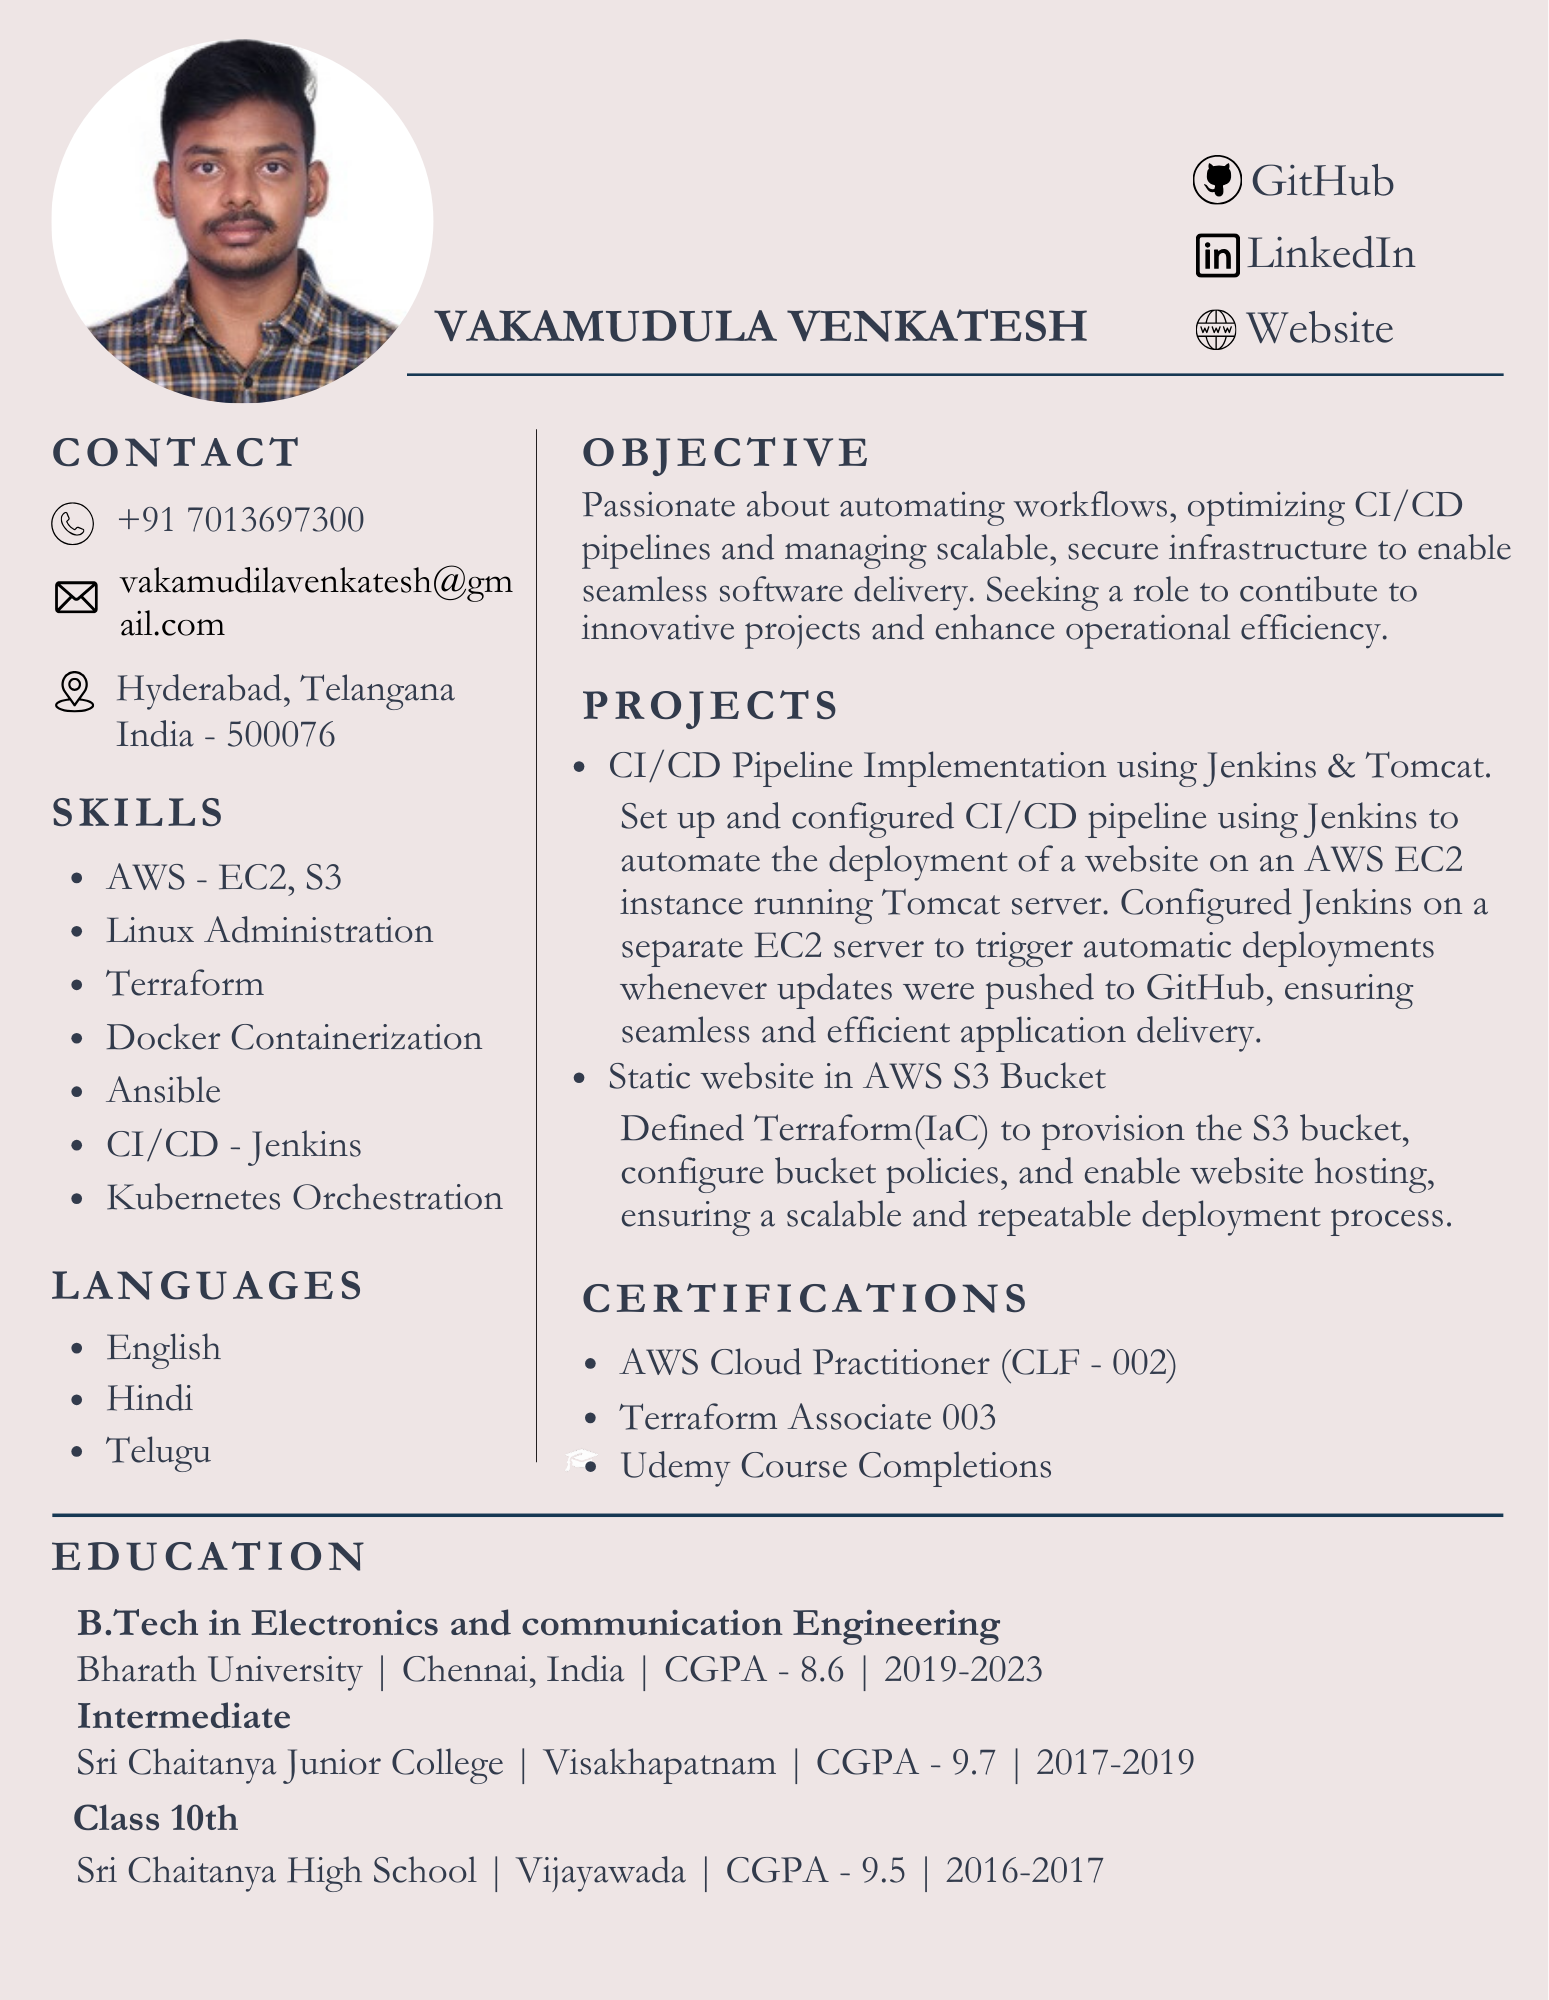 GitHub
LinkedIn
VAKAMUDULA VENKATESH
www Website
CONTACT
+91 7013697300
vakamudilavenkatesh@gm
ail.com
Hyderabad, Telangana
India - 500076
SKILLS
• AWS - EC2, S3
• Linux Administration
• Terraform
• Docker Containerization
• Ansible
• CI/CD - Jenkins
• Kubernetes Orchestration
LANGUAGES
• English
• Hindi
• Telugu
OBJECTIVE
Passionate about automating workflows, optimizing CI/CD
pipelines and managing scalable, secure infrastructure to enable
seamless software delivery. Seeking a role to contibute to
innovative projects and enhance operational efficiency.
PROJECTS
• CI/CD Pipeline Implementation using Jenkins & Tomcat.
Set up and configured CI/CD pipeline using Jenkins to
automate the deployment of a website on an AWS EC2
instance running Tomcat server. Configured Jenkins on a
separate EC2 server to trigger automatic deployments
whenever updates were pushed to GitHub, ensuring
seamless and efficient application delivery.
• Static website in AWS S3 Bucket
Defined Terraform(IaC) to provision the S3 bucket,
configure bucket policies, and enable website hosting,
ensuring a scalable and repeatable deployment process.
CERTIFICATIONS
• AWS Cloud Practitioner (CLF - 002)
• Terraform Associate 003
• Udemy Course Completions
EDUCATION
B.Tech in Electronics and communication Engineering
Bharath University | Chennai, India | CGPA - 8.6 | 2019-2023
Intermediate
Sri Chaitanya Junior College | Visakhapatnam | CGPA - 9.7 | 2017-2019
Class 10th
Sri Chaitanya High School | Vijayawada | CGPA - 9.5 | 2016-2017